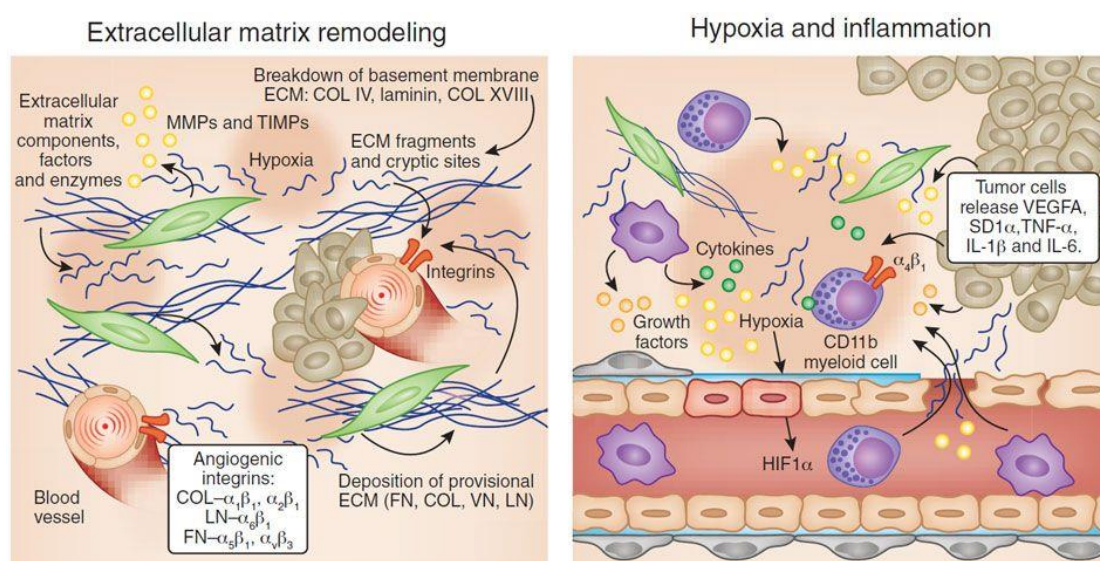 Extracellular matrix remodeling
Extracellular
matrix
components,
factors
and enzymes
MMPs and TIMPs
Hypoxia
Breakdown of basement membrane
ECM: COL IV, laminin, COL XVIII
ECM fragments
and cryptic sites
Integrins
Blood
vessel
Angiogenic
integrins:
COL–α₁β₁, α₂β₁
LN–α₆β₁
FN–α₅β₁, αᵥβ₃
Deposition of provisional
ECM (FN, COL, VN, LN)
Hypoxia and inflammation
Tumor cells
release VEGFA,
SD1α,TNF-α,
IL-1β and IL-6.
Cytokines
α₄β₁
Growth
factors
Hypoxia
CD11b
myeloid cell
HIF1α